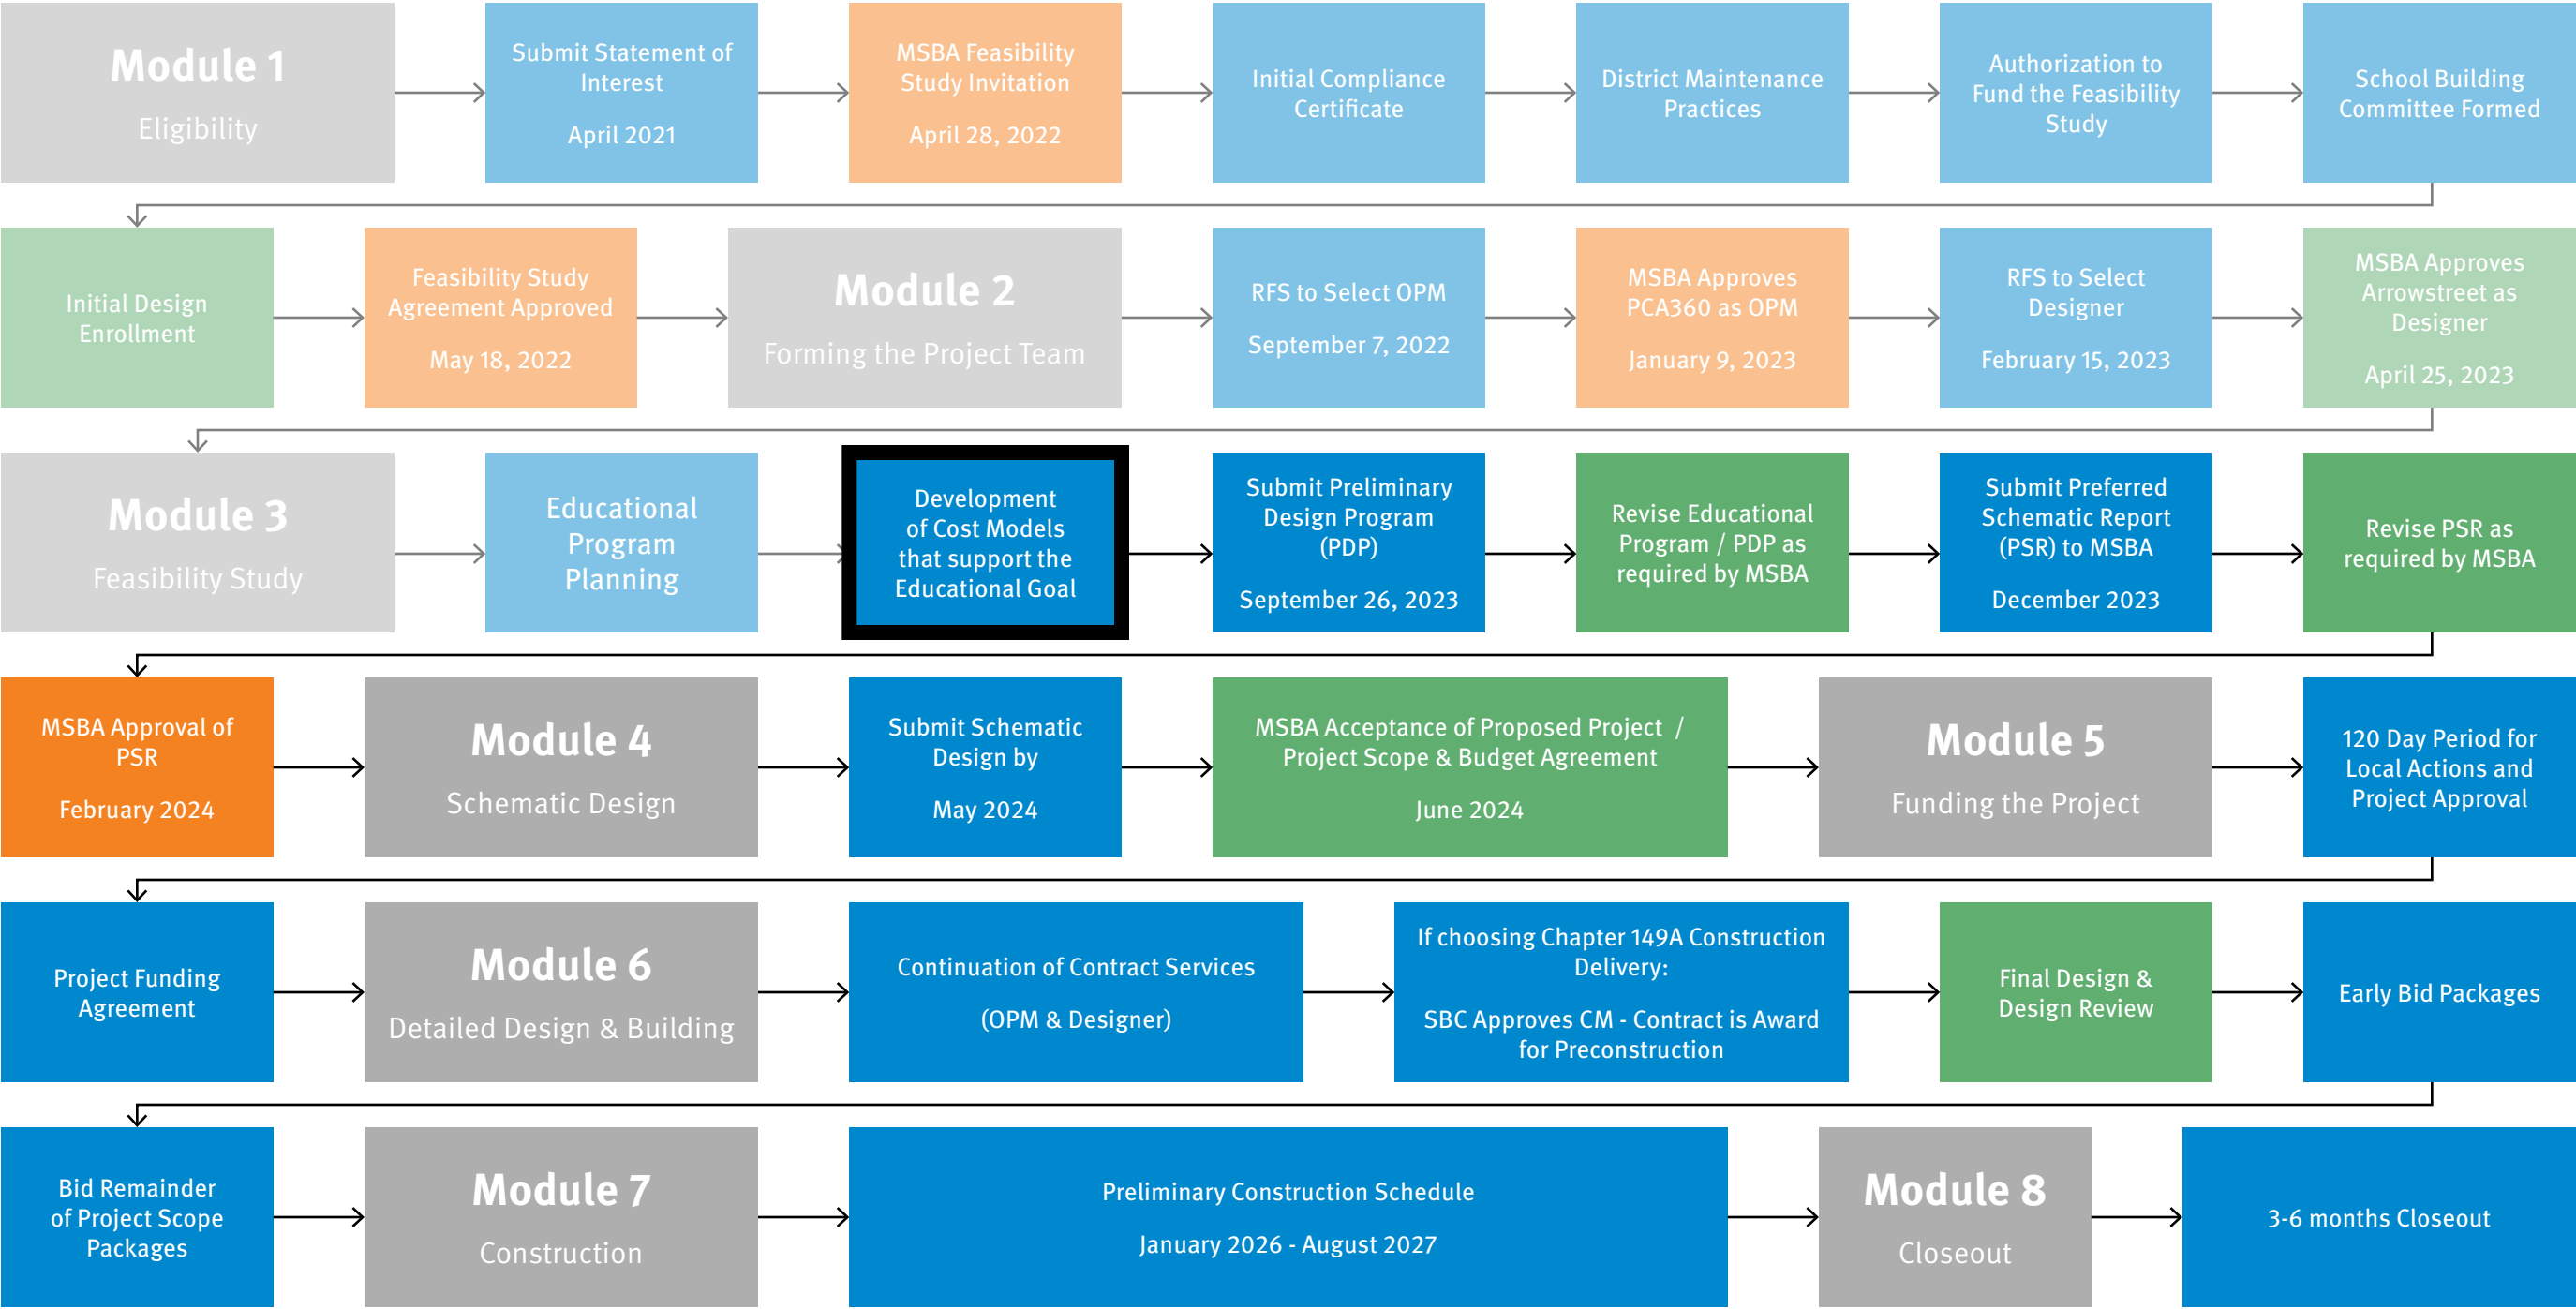 Module 1
Eligibility
Submit Statement of
Interest
April 2021
MSBA Feasibility
Study Invitation
April 28, 2022
Initial Compliance
Certificate
District Maintenance
Practices
Authorization to
Fund the Feasibility
Study
School Building
Committee Formed
Initial Design
Enrollment
Feasibility Study
Agreement Approved
May 18, 2022
Module 2
Forming the Project Team
RFS to Select OPM
September 7, 2022
MSBA Approves
PCA360 as OPM
January 9, 2023
RFS to Select
Designer
February 15, 2023
MSBA Approves
Arrowstreet as
Designer
April 25, 2023
Module 3
Feasibility Study
Educational
Program
Planning
Development
of Cost Models
that support the
Educational Goal
Submit Preliminary
Design Program
(PDP)
September 26, 2023
Revise Educational
Program / PDP as
required by MSBA
Submit Preferred
Schematic Report
(PSR) to MSBA
December 2023
Revise PSR as
required by MSBA
MSBA Approval of
PSR
February 2024
Module 4
Schematic Design
Submit Schematic
Design by
May 2024
MSBA Acceptance of Proposed Project /
Project Scope & Budget Agreement
June 2024
Module 5
Funding the Project
120 Day Period for
Local Actions and
Project Approval
Project Funding
Agreement
Module 6
Detailed Design & Building
Continuation of Contract Services
(OPM & Designer)
If choosing Chapter 149A Construction
Delivery:
SBC Approves CM - Contract is Award
for Preconstruction
Final Design &
Design Review
Early Bid Packages
Bid Remainder
of Project Scope
Packages
Module 7
Construction
Preliminary Construction Schedule
January 2026 - August 2027
Module 8
Closeout
3-6 months Closeout